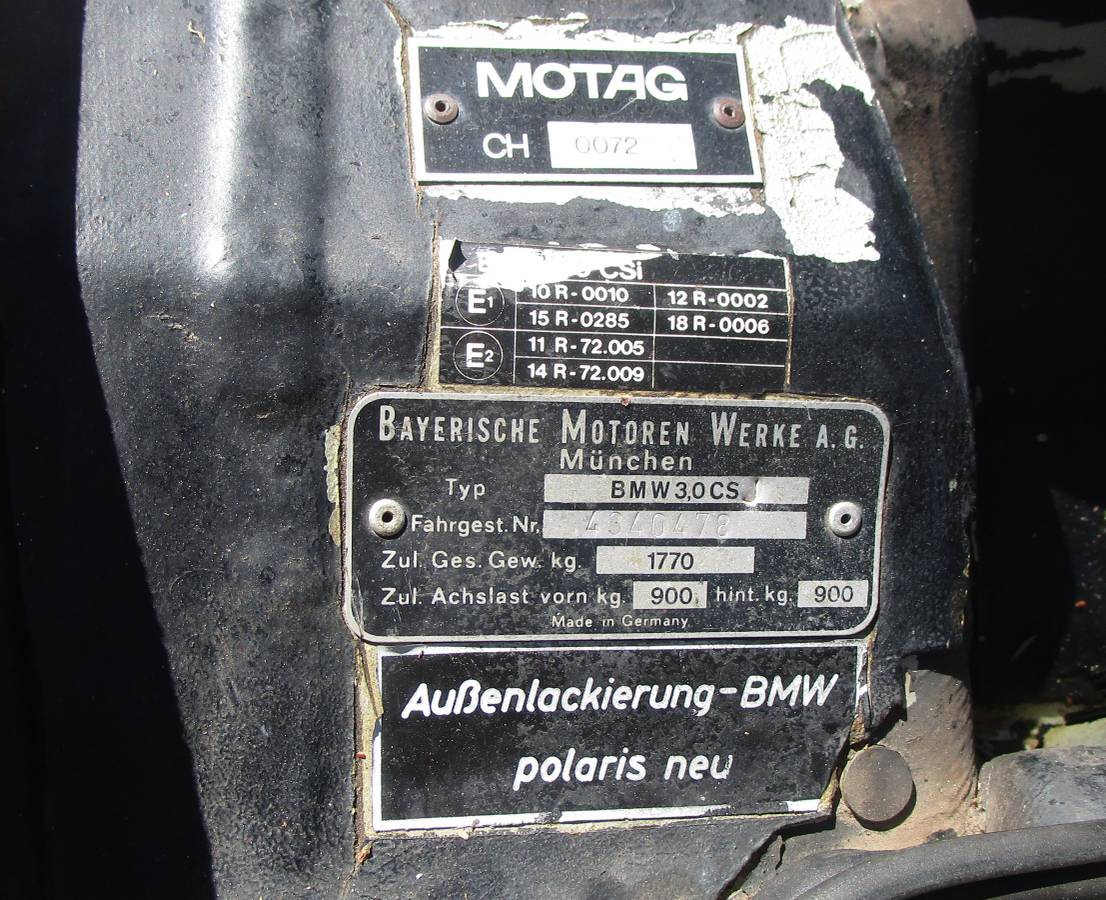 MOTAG
CH 0072
CSi
E1 10 R-0010 12 R-0002
15 R-0285 18 R-0006
E2 11 R-72.005
14 R-72.009
BAYERISCHE MOTOREN WERKE A.G.
München
Typ BMW 3,0 CS
Fahrgest. Nr. 4340478
Zul. Ges. Gew. kg. 1770
Zul. Achslast vorn kg. 900 hint. kg. 900
Made in Germany
Außenlackierung-BMW
polaris neu